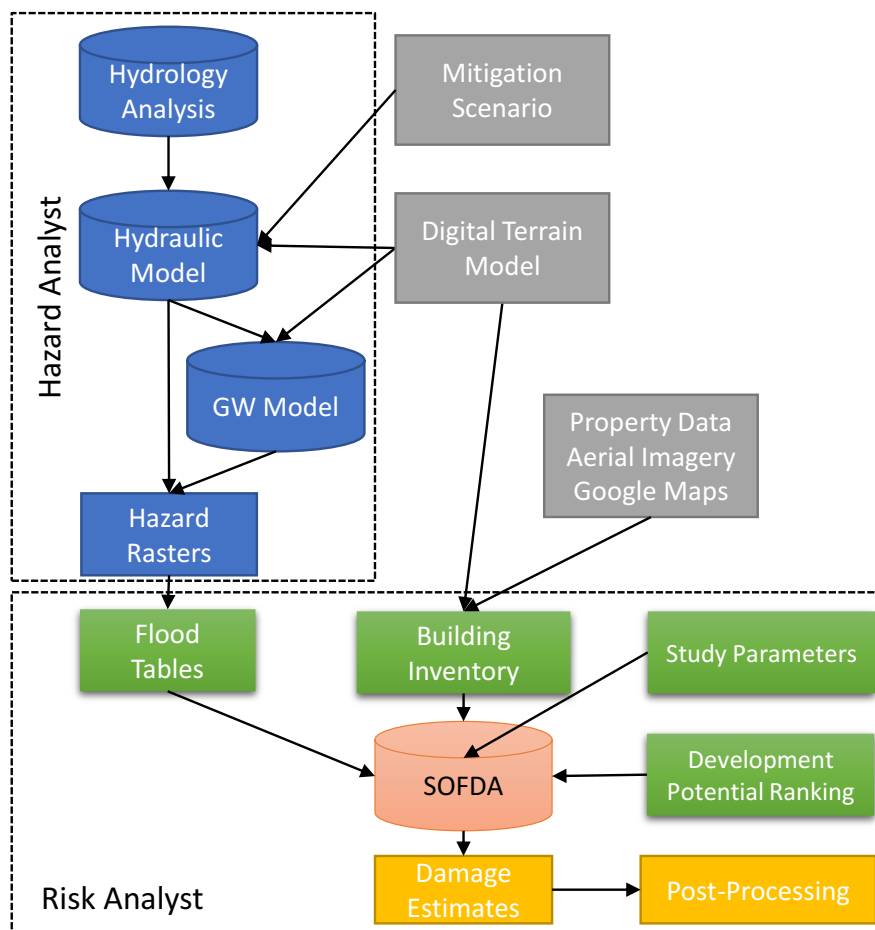 Hydrology
Analysis
Mitigation
Scenario
Hazard Analyst
Hydraulic
Model
Digital Terrain
Model
GW Model
Property Data
Aerial Imagery
Google Maps
Hazard
Rasters
Flood
Tables
Building
Inventory
Study Parameters
SOFDA
Development
Potential Ranking
Damage
Estimates
Post-Processing
Risk Analyst